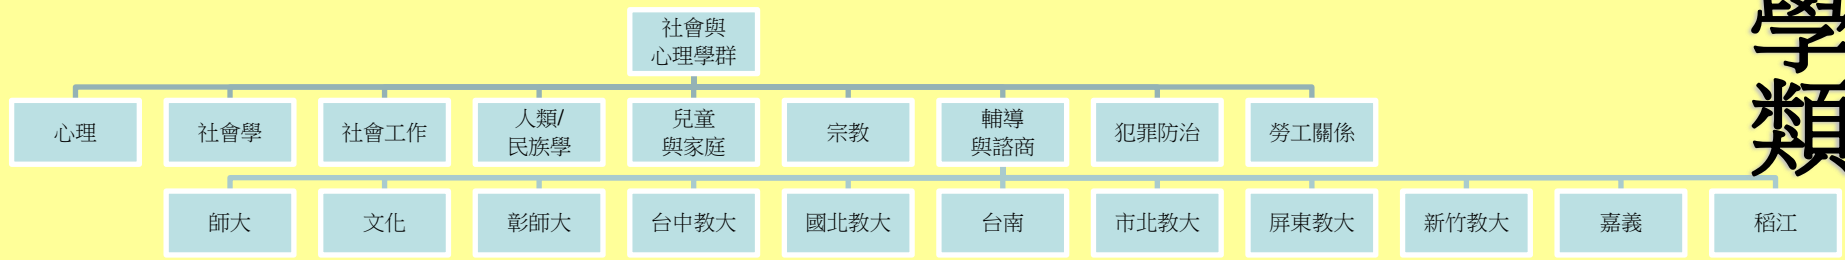 社會與
心理學群
學類
心理
社會學
社會工作
人類/
民族學
兒童
與家庭
宗教
輔導
與諮商
犯罪防治
勞工關係
師大
文化
彰師大
台中教大
國北教大
台南
市北教大
屏東教大
新竹教大
嘉義
稻江